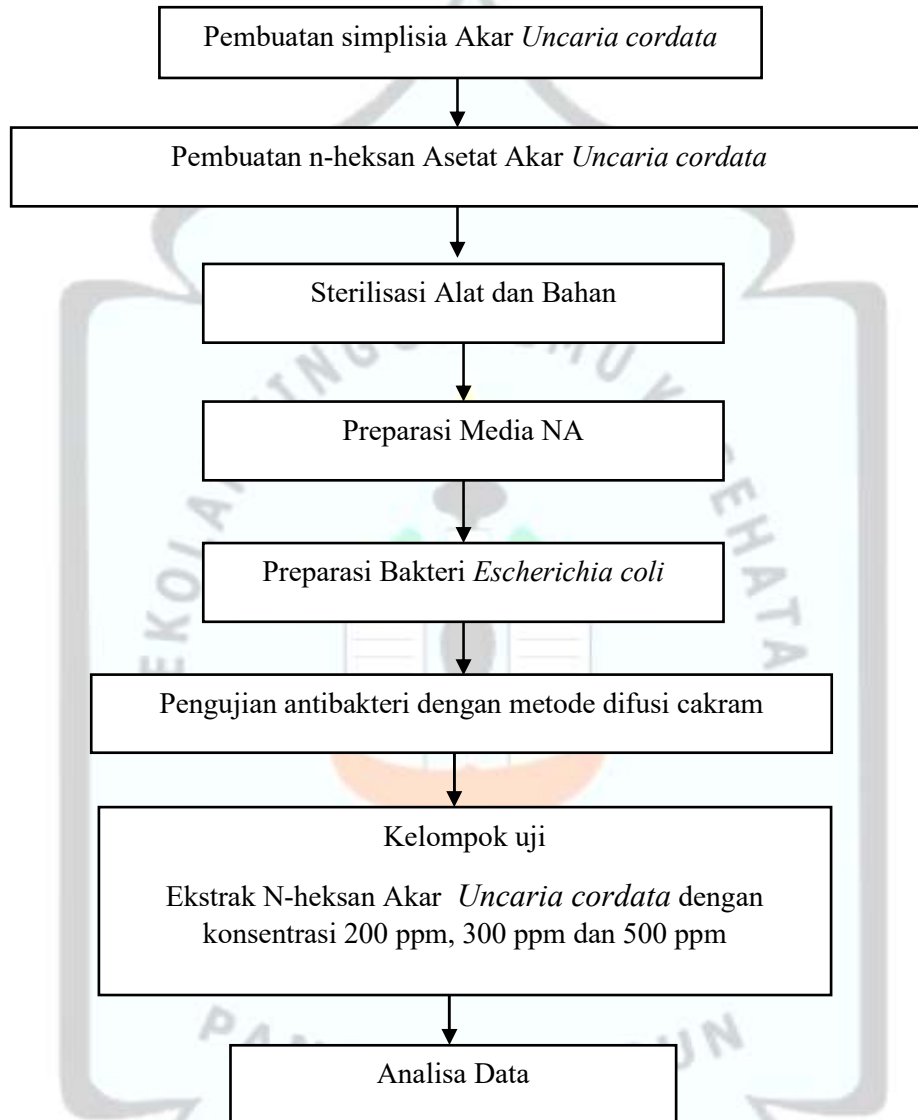 Pembuatan simplisia Akar Uncaria cordata
Pembuatan n-heksan Asetat Akar Uncaria cordata
Sterilisasi Alat dan Bahan
Preparasi Media NA
Preparasi Bakteri Escherichia coli
Pengujian antibakteri dengan metode difusi cakram
Kelompok uji
Ekstrak N-heksan Akar Uncaria cordata dengan
konsentrasi 200 ppm, 300 ppm dan 500 ppm
Analisa Data